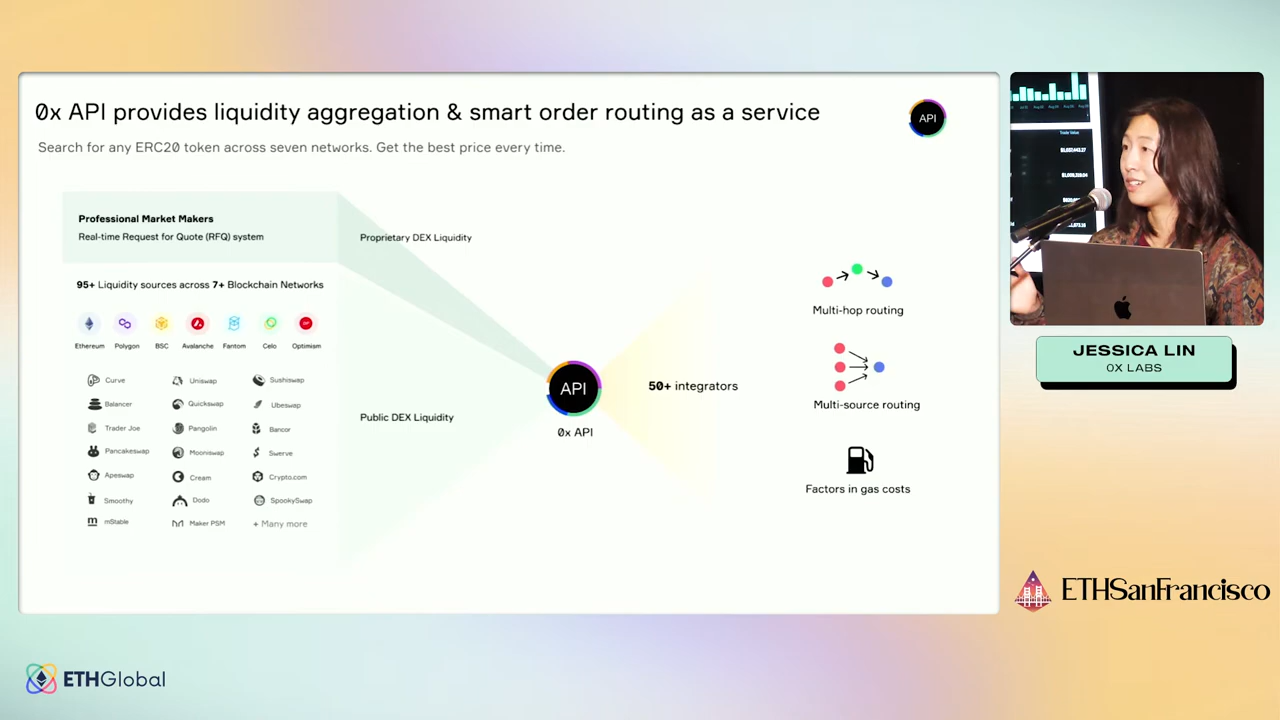 0x API provides liquidity aggregation & smart order routing as a service
API
Search for any ERC20 token across seven networks. Get the best price every time.
Professional Market Makers
Real-time Request for Quote (RFQ) system
Proprietary DEX Liquidity
95+ Liquidity sources across 7+ Blockchain Networks
Ethereum Polygon BSC Avalanche Fantom Celo Optimism
Curve Uniswap Sushiswap
Balancer Quickswap Ubeswap
Trader Joe Pangolin Bancor
Pancakeswap Mooniswap Swerve
Apeswap Cream Crypto.com
Smoothy Dodo SpookySwap
mStable Maker PSM + Many more
Public DEX Liquidity
API
0x API
50+ integrators
Multi-hop routing
Multi-source routing
Factors in gas costs
Trade Value
JESSICA LIN
0X LABS
ETHSanFrancisco
ETHGlobal